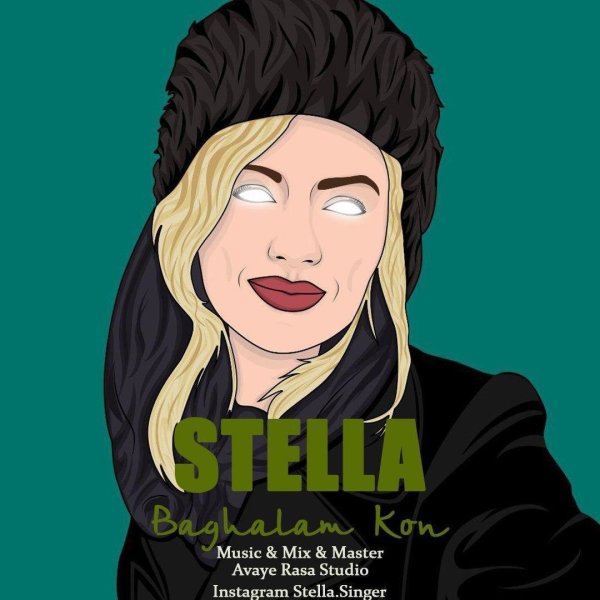 STELLA
Baghalam Kon
Music & Mix & Master
Avaye Rasa Studio
Instagram Stella.Singer